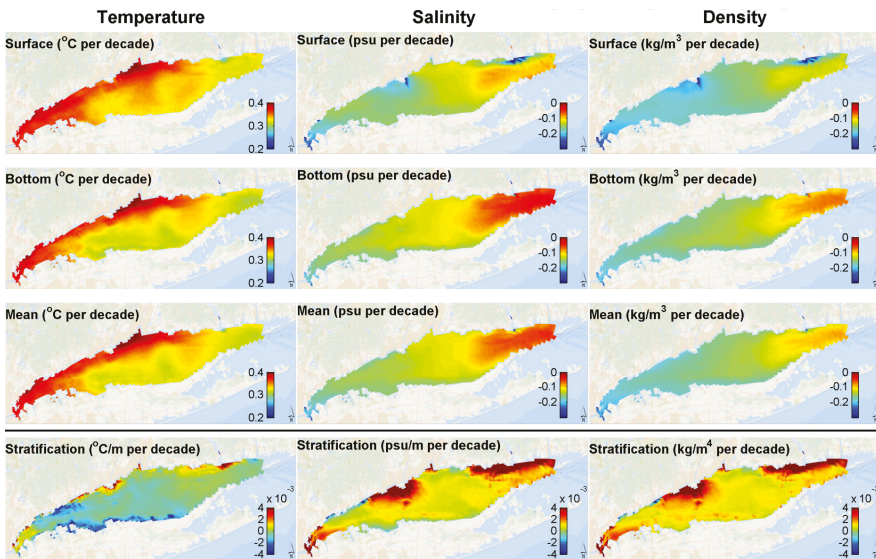 Temperature Salinity Density
Surface (°C per decade) Surface (psu per decade) Surface (kg/m³ per decade)
0.4 0 0
0.3 -0.1 -0.1
0.2 -0.2 -0.2
Bottom (°C per decade) Bottom (psu per decade) Bottom (kg/m³ per decade)
0.4 0 0
0.3 -0.1 -0.1
0.2 -0.2 -0.2
Mean (°C per decade) Mean (psu per decade) Mean (kg/m³ per decade)
0.4 0 0
0.3 -0.1 -0.1
0.2 -0.2 -0.2
Stratification (°C/m per decade) Stratification (psu/m per decade) Stratification (kg/m⁴ per decade)
x 10⁻³ x 10⁻³ x 10⁻³
4 4 4
2 2 2
0 0 0
-2 -2 -2
-4 -4 -4